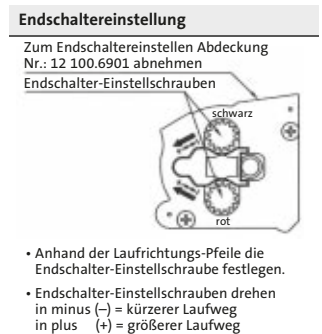 Endschaltereinstellung
Zum Endschaltereinstellen Abdeckung
Nr.: 12 100.6901 abnehmen
Endschalter-Einstellschrauben
schwarz
rot
• Anhand der Laufrichtungs-Pfeile die
Endschalter-Einstellschraube festlegen.
• Endschalter-Einstellschrauben drehen
in minus (–) = kürzerer Laufweg
in plus (+) = größerer Laufweg